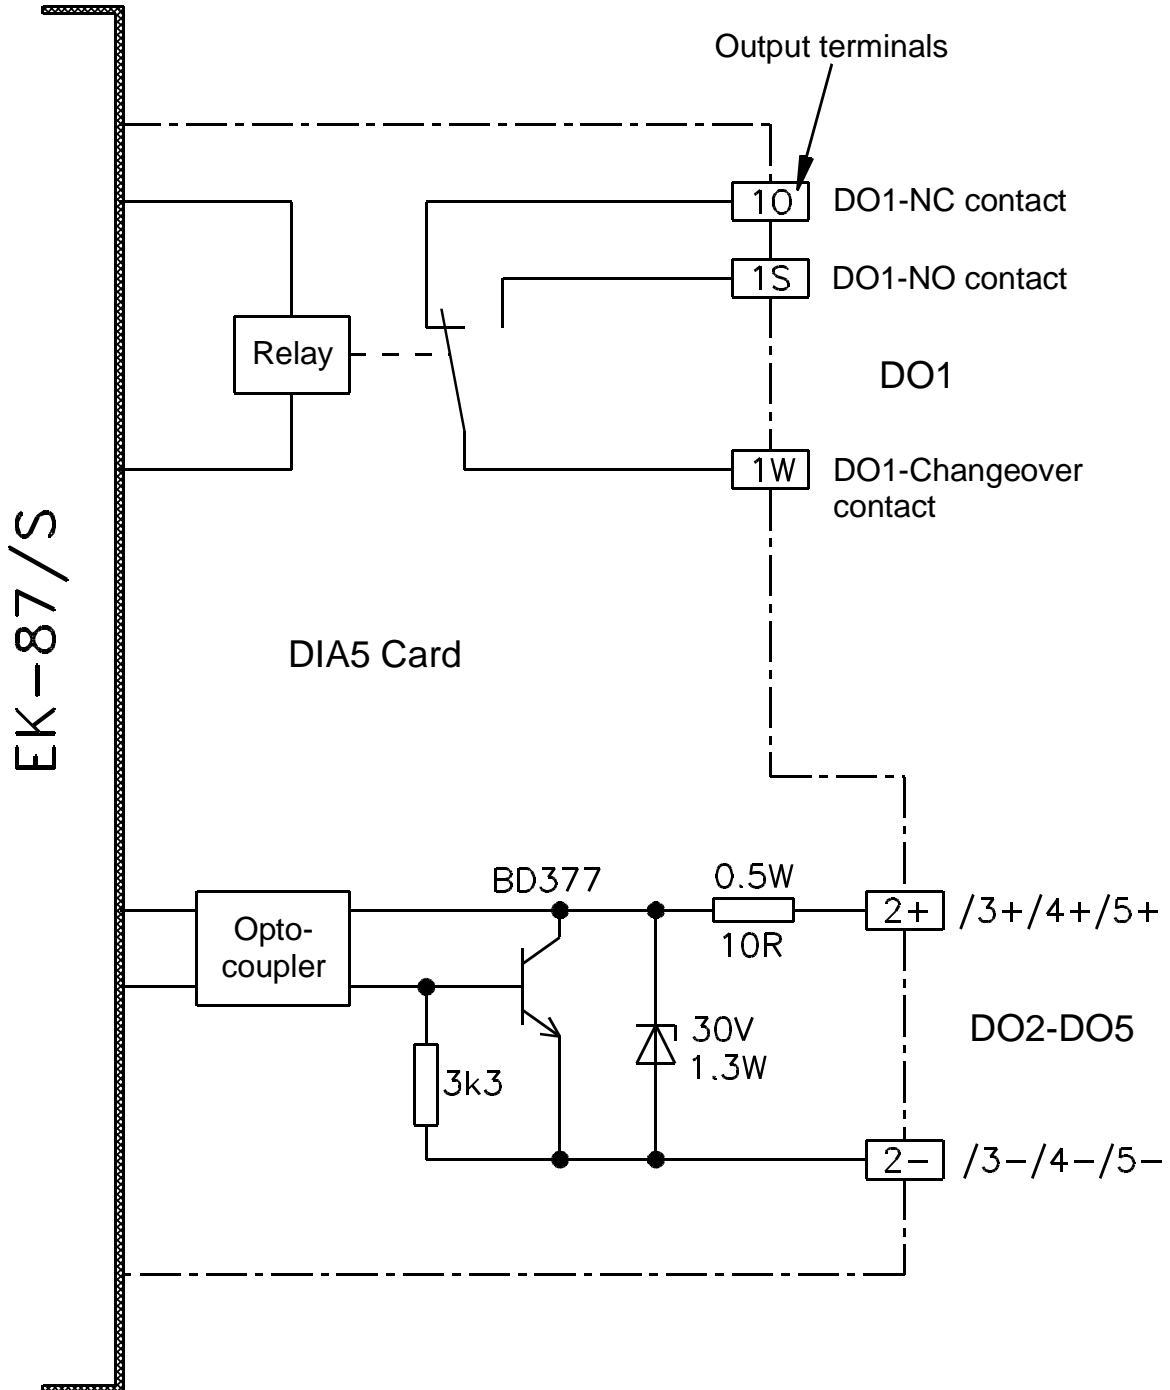 Output terminals
1O DO1-NC contact
1S DO1-NO contact
Relay
DO1
1W DO1-Changeover
contact
EK-87/S
DIA5 Card
BD377
0.5W
2+ /3+/4+/5+
10R
Opto-
coupler
30V
1.3W
DO2-DO5
3k3
2- /3-/4-/5-